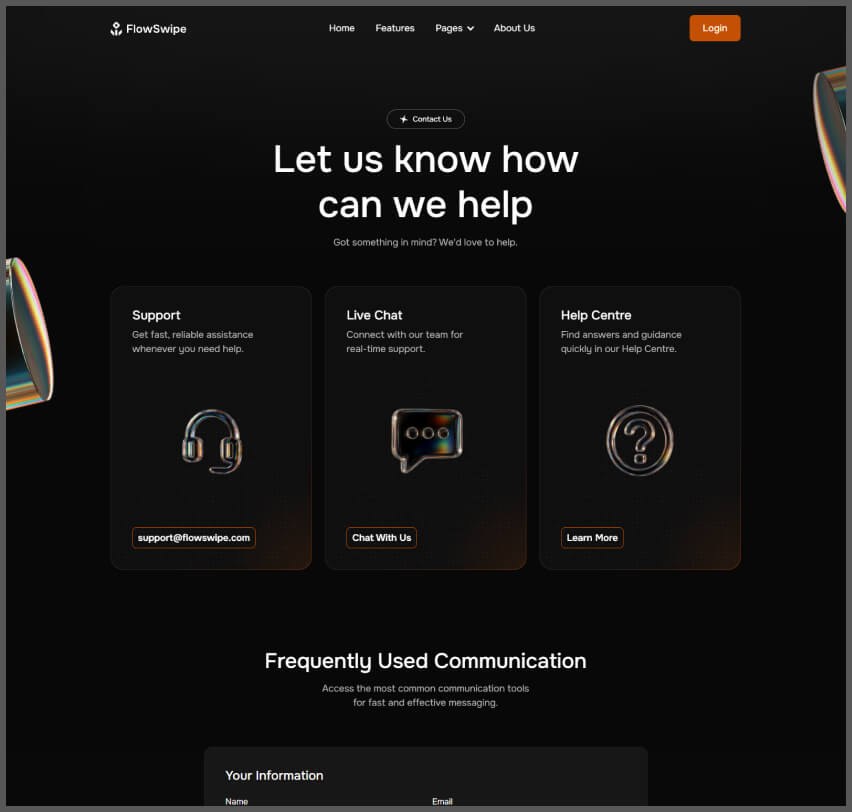 FlowSwipe
Home
Features
Pages
About Us
Login
Contact Us
Let us know how
can we help
Got something in mind? We'd love to help.
Support
Get fast, reliable assistance
whenever you need help.
support@flowswipe.com
Live Chat
Connect with our team for
real-time support.
Chat With Us
Help Centre
Find answers and guidance
quickly in our Help Centre.
Learn More
Frequently Used Communication
Access the most common communication tools
for fast and effective messaging.
Your Information
Name
Email